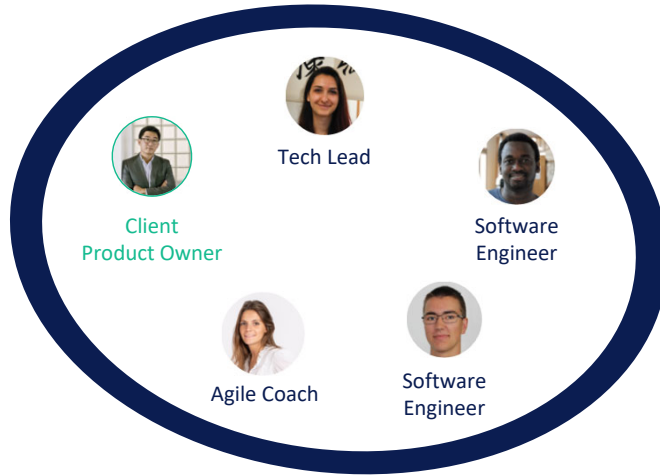 Tech Lead
Client
Product Owner
Software
Engineer
Agile Coach
Software
Engineer